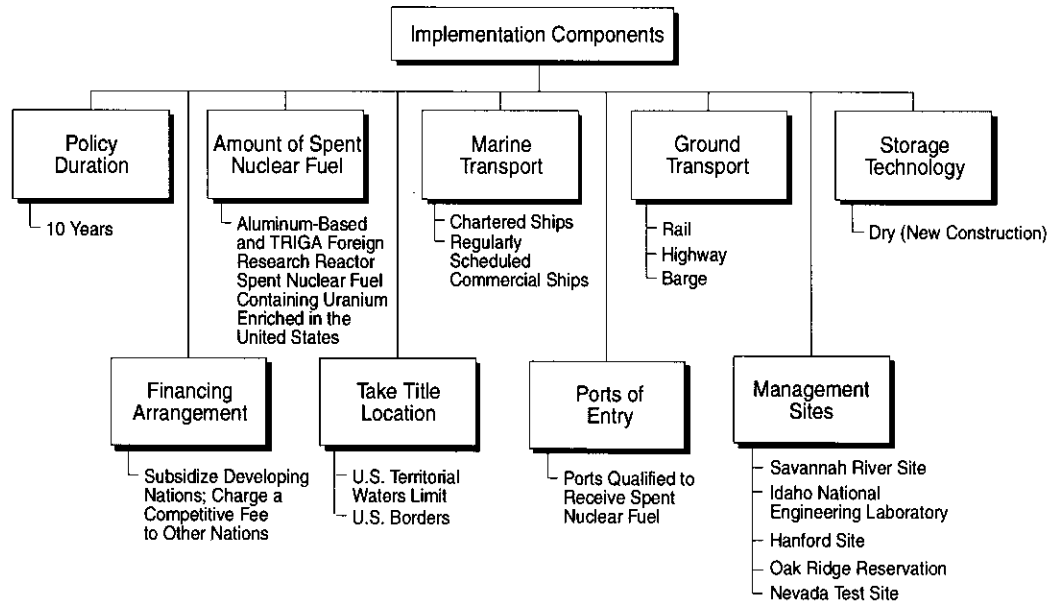 Implementation Components
Policy
Duration
10 Years
Amount of Spent
Nuclear Fuel
Aluminum-Based
and TRIGA Foreign
Research Reactor
Spent Nuclear Fuel
Containing Uranium
Enriched in the
United States
Marine
Transport
Chartered Ships
Regularly
Scheduled
Commercial Ships
Ground
Transport
Rail
Highway
Barge
Storage
Technology
Dry (New Construction)
Financing
Arrangement
Subsidize Developing
Nations; Charge a
Competitive Fee
to Other Nations
Take Title
Location
U.S. Territorial
Waters Limit
U.S. Borders
Ports of
Entry
Ports Qualified to
Receive Spent
Nuclear Fuel
Management
Sites
Savannah River Site
Idaho National
Engineering Laboratory
Hanford Site
Oak Ridge Reservation
Nevada Test Site